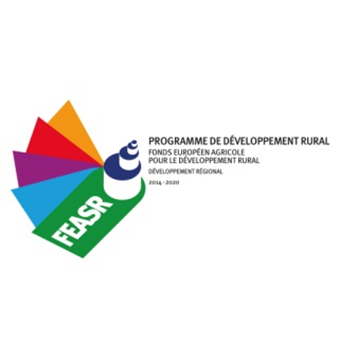 PROGRAMME DE DÉVELOPPEMENT RURAL
FONDS EUROPÉEN AGRICOLE
POUR LE DÉVELOPPEMENT RURAL
DÉVELOPPEMENT RÉGIONAL
2014-2020
FEASR